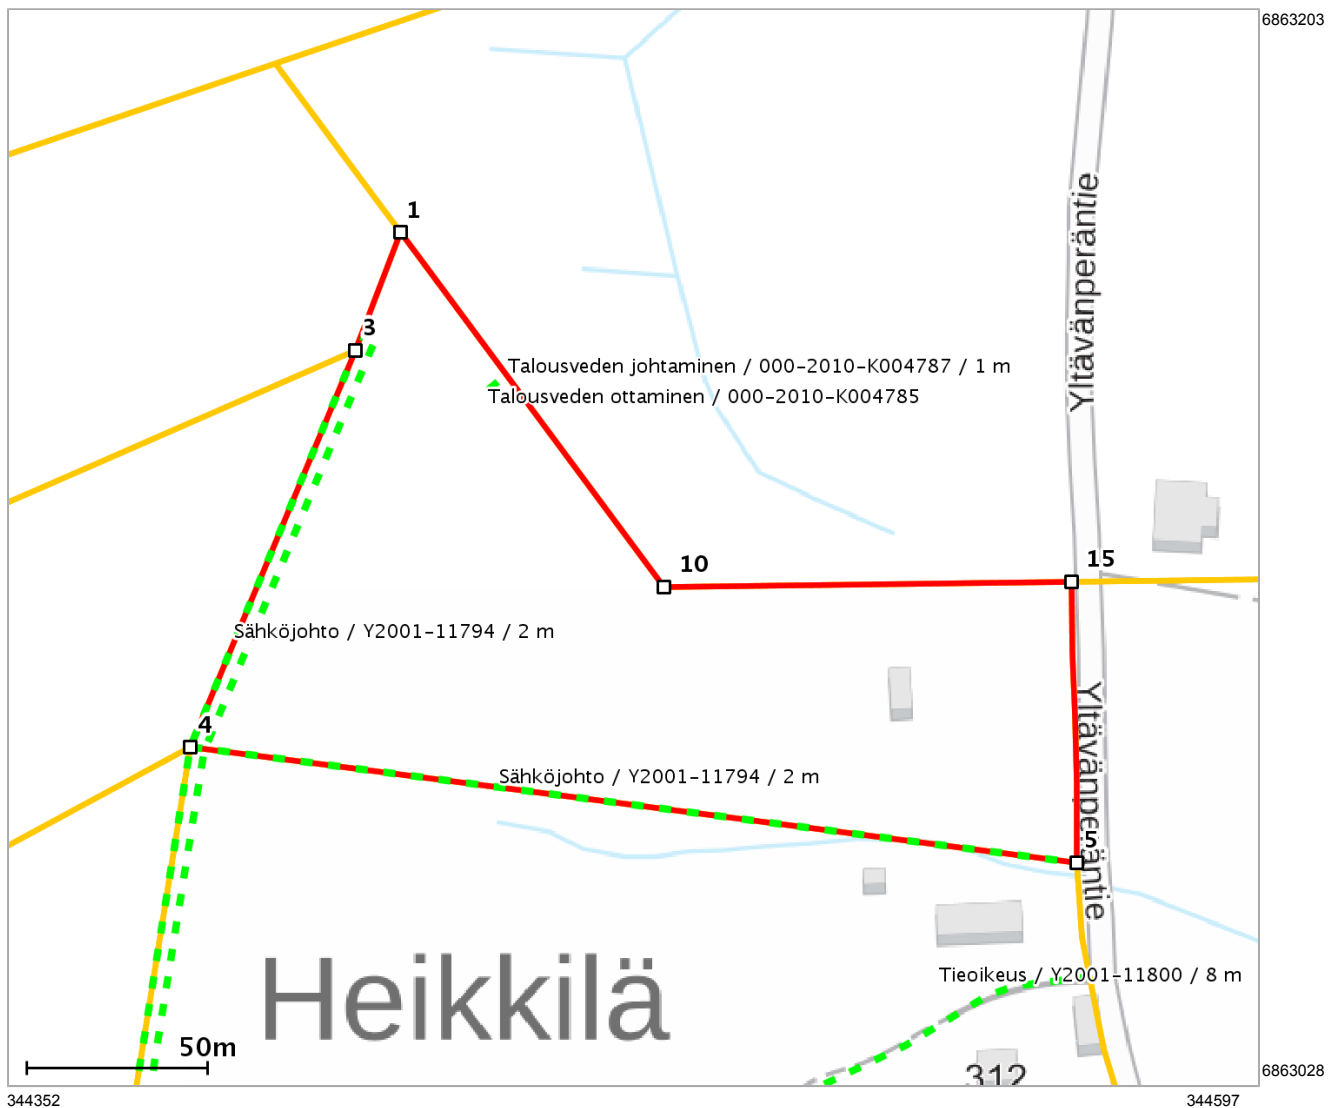 6863203
Yltävänperäntie
1
3
Talousveden johtaminen / 000-2010-K004787 / 1 m
Talousveden ottaminen / 000-2010-K004785
10
15
Sähköjohto / Y2001-11794 / 2 m
4
Sähköjohto / Y2001-11794 / 2 m
Yltävänperäntie
5
Tieoikeus / Y2001-11800 / 8 m
Heikkilä
50m
312
6863028
344352
344597